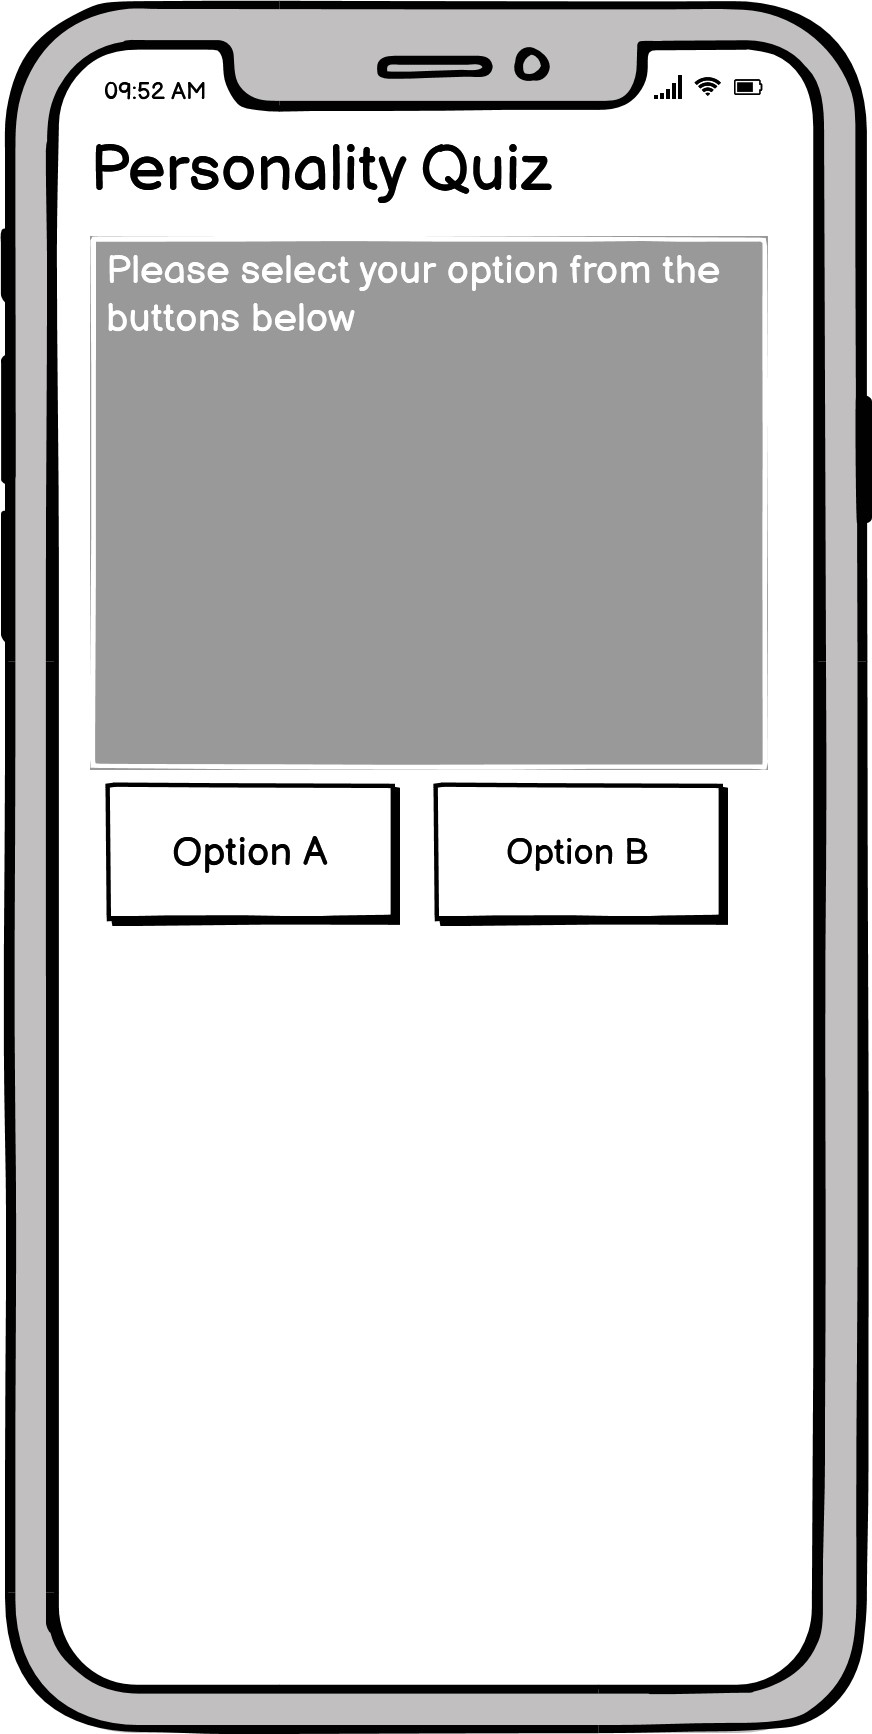 09:52 AM
Personality Quiz
Please select your option from the
buttons below
Option A
Option B